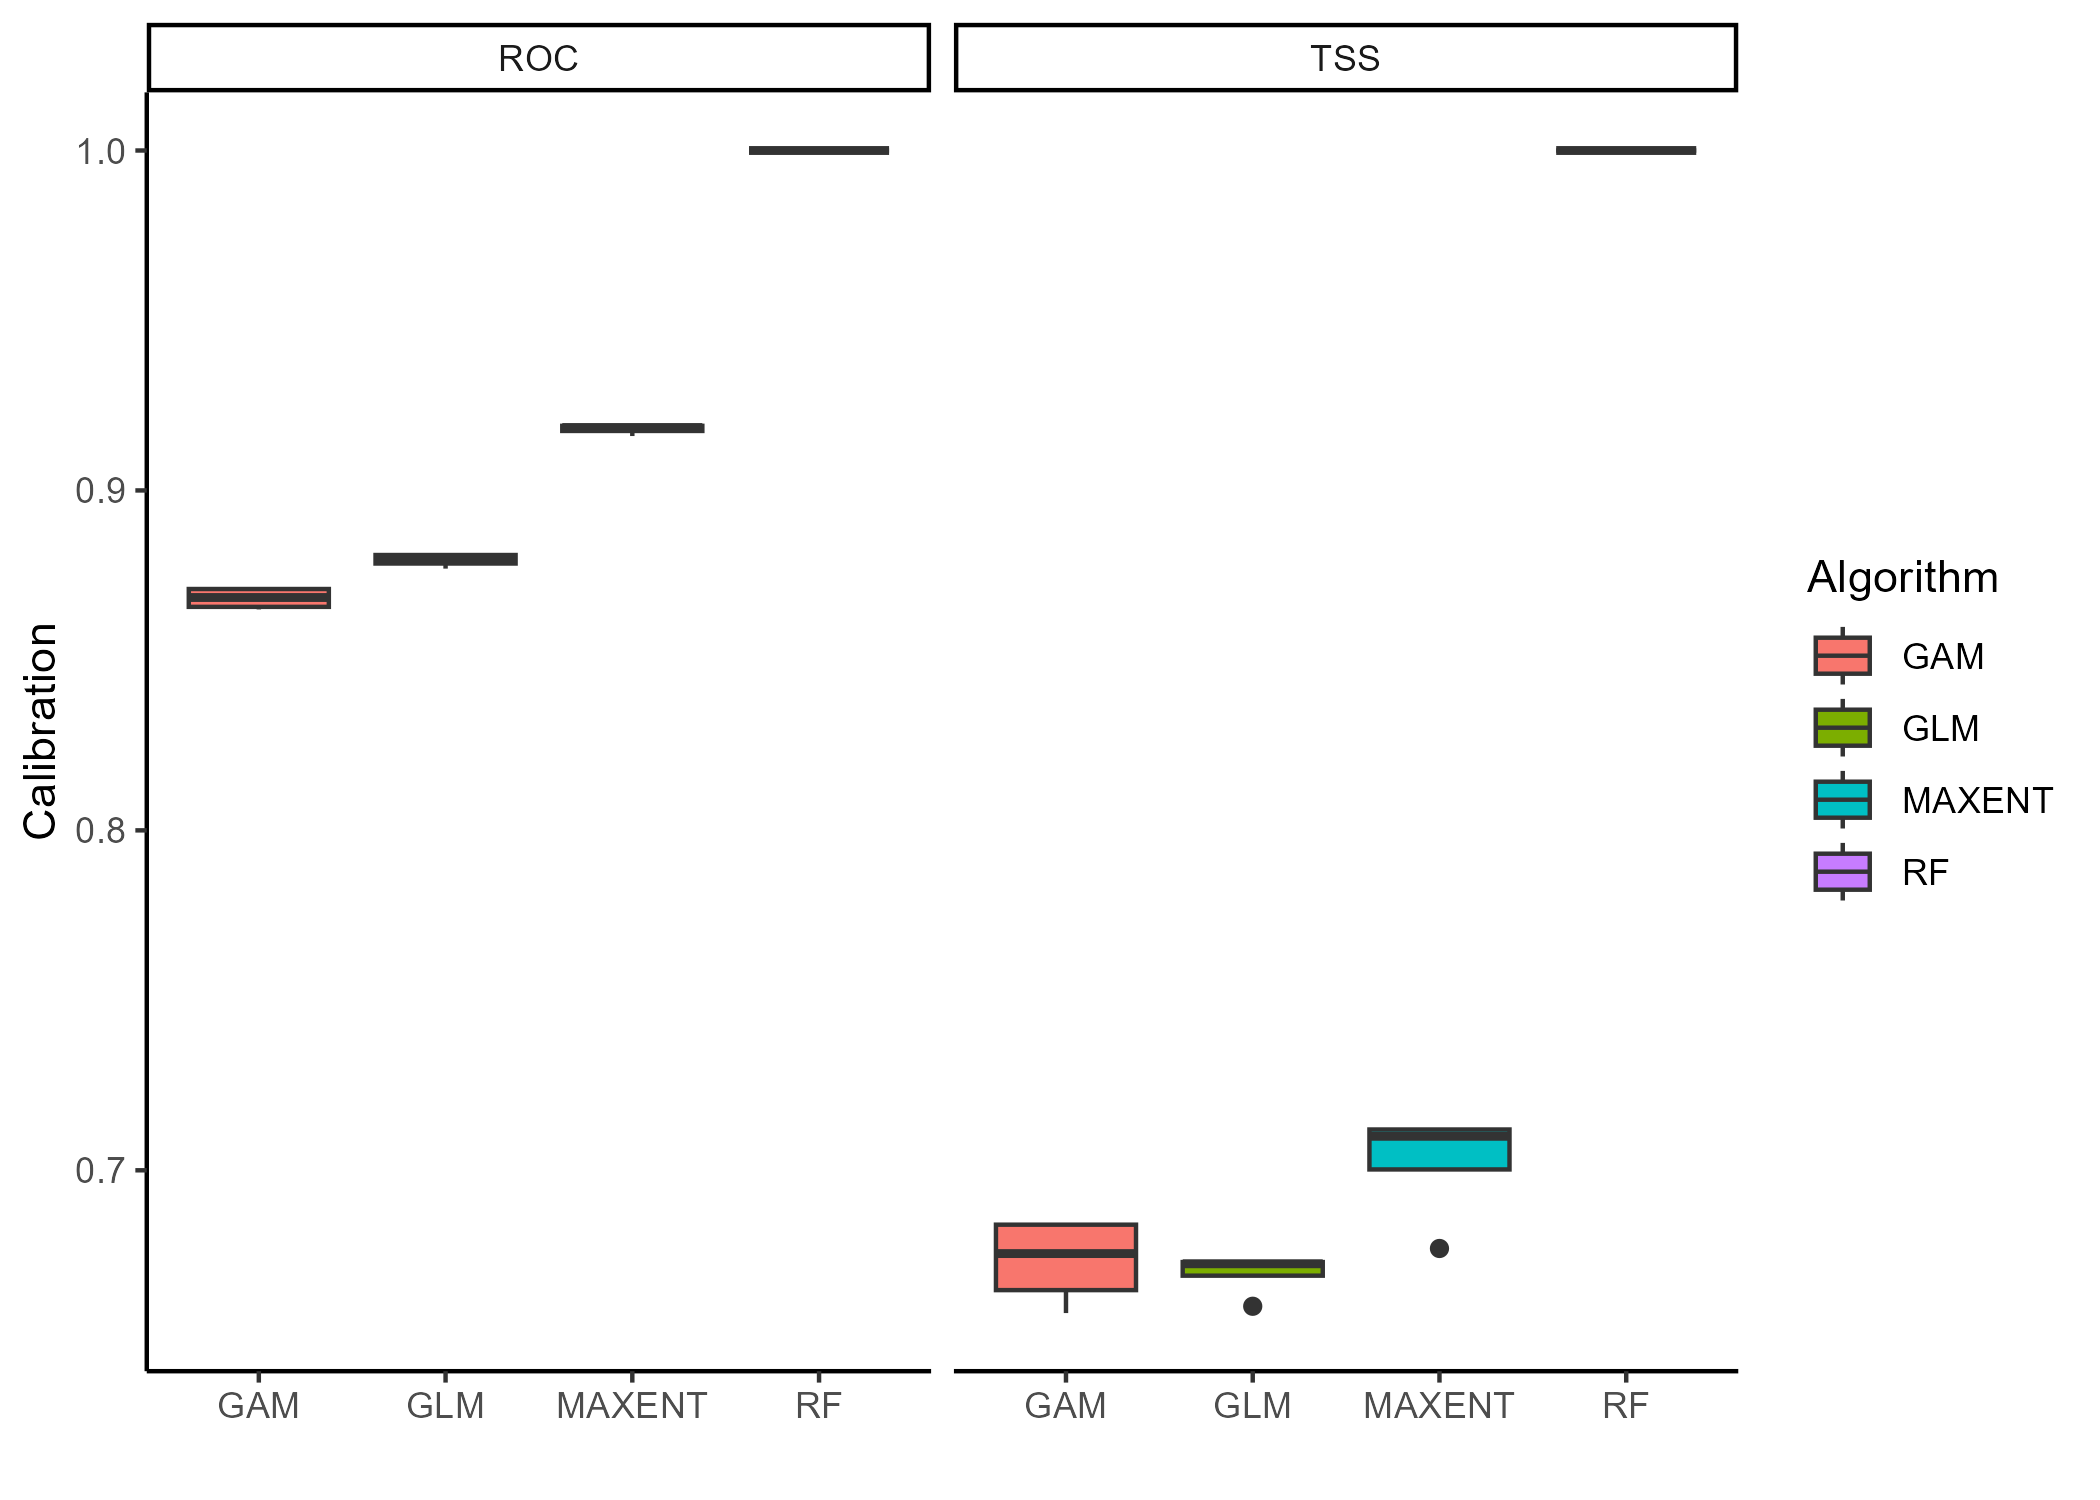 ROC
TSS
1.0
0.9
0.8
0.7
Calibration
GAM
GLM
MAXENT
RF
GAM
GLM
MAXENT
RF
Algorithm
GAM
GLM
MAXENT
RF